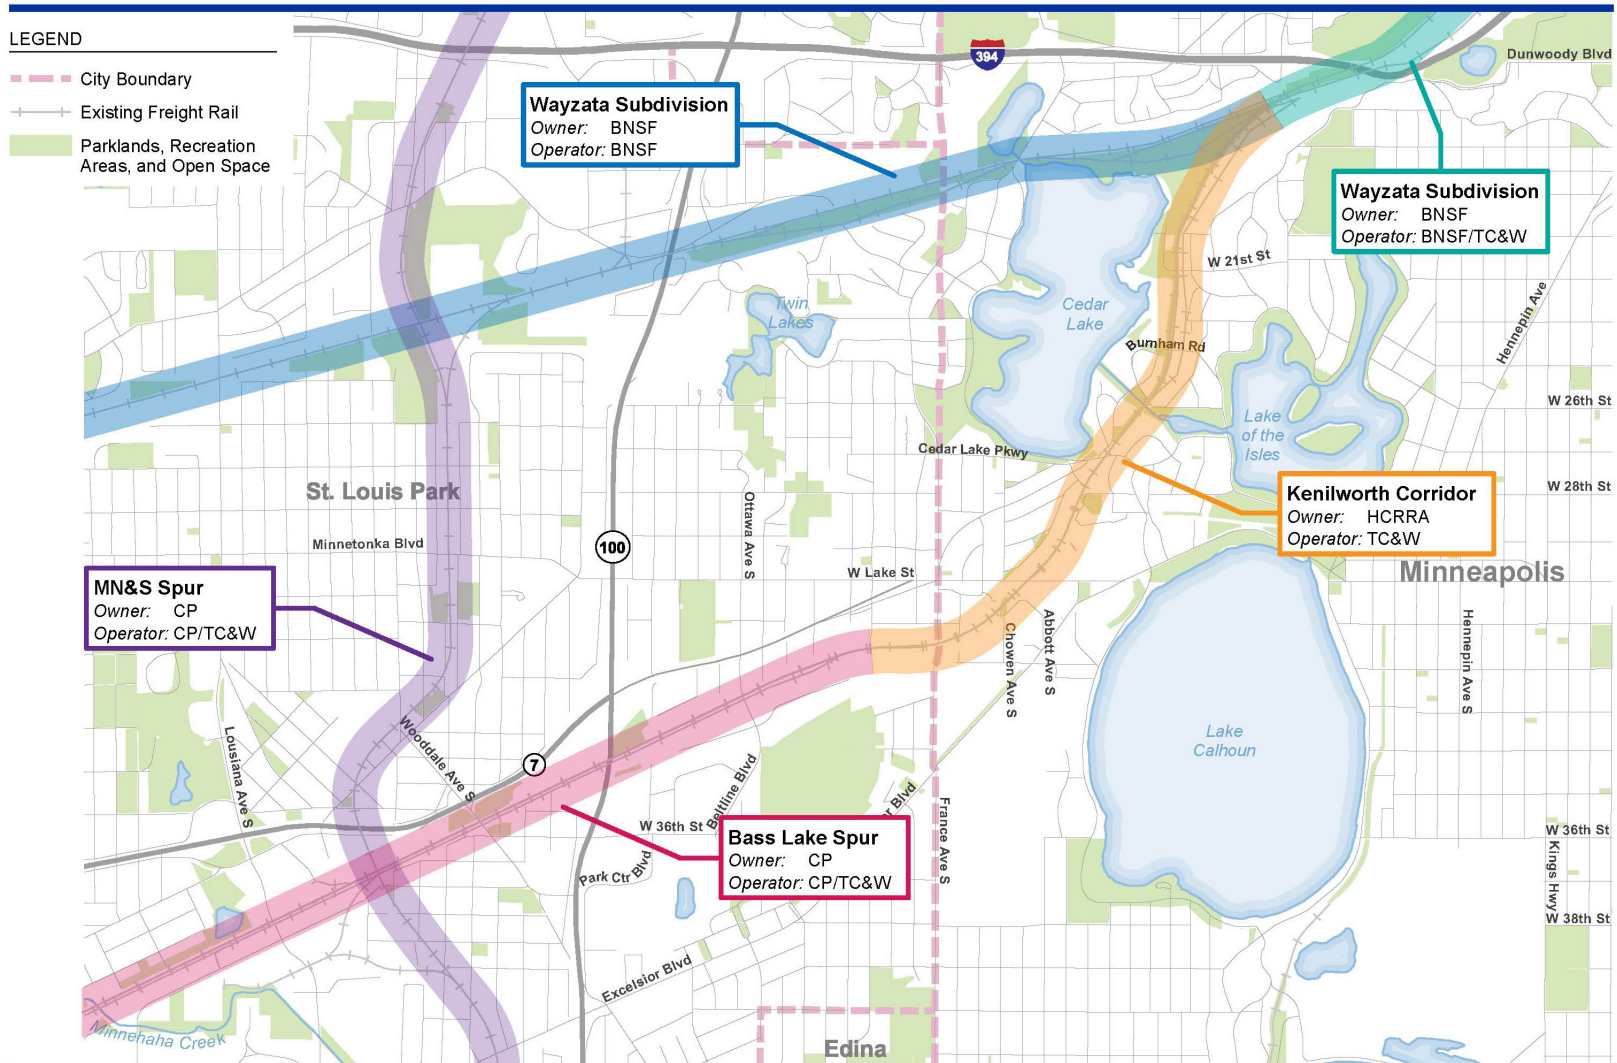 LEGEND
City Boundary
Existing Freight Rail
Parklands, Recreation
Areas, and Open Space
394
Dunwoody Blvd
Wayzata Subdivision
Owner: BNSF
Operator: BNSF
Wayzata Subdivision
Owner: BNSF
Operator: BNSF/TC&W
W 21st St
Twin
Lakes
Cedar
Lake
Burnham Rd
Hennepin Ave
W 26th St
Lake
of the
Isles
Cedar Lake Pkwy
St. Louis Park
W 28th St
Kenilworth Corridor
Owner: HCRRA
Operator: TC&W
Ottawa Ave S
Minnetonka Blvd
100
W Lake St
Minneapolis
MN&S Spur
Owner: CP
Operator: CP/TC&W
Chowen Ave S
Abbott Ave S
Hennepin Ave S
Lousiana Ave S
Wooddale Ave S
7
Lake
Calhoun
Beltline Blvd
W 36th St
er Blvd
France Ave S
W 36th St
Bass Lake Spur
Owner: CP
Operator: CP/TC&W
Park Ctr Blvd
W Kings Hwy
W 38th St
Excelsior Blvd
Minnehaha Creek
Edina